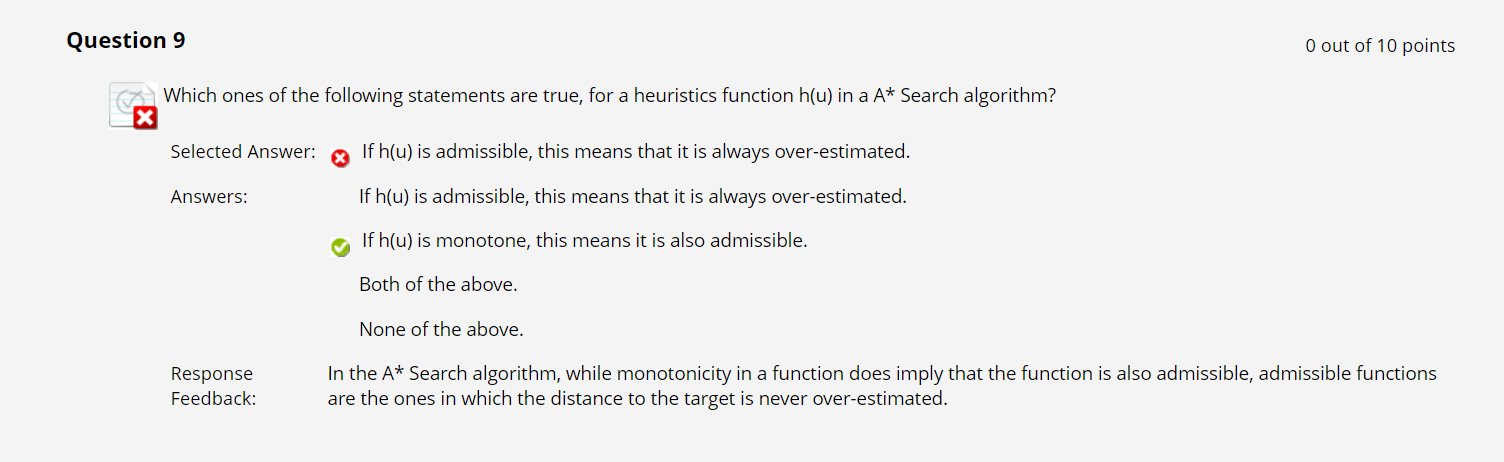 Question 9
0 out of 10 points
Which ones of the following statements are true, for a heuristics function h(u) in a A* Search algorithm?
Selected Answer: If h(u) is admissible, this means that it is always over-estimated.
Answers: If h(u) is admissible, this means that it is always over-estimated.
If h(u) is monotone, this means it is also admissible.
Both of the above.
None of the above.
Response Feedback:
In the A* Search algorithm, while monotonicity in a function does imply that the function is also admissible, admissible functions
are the ones in which the distance to the target is never over-estimated.